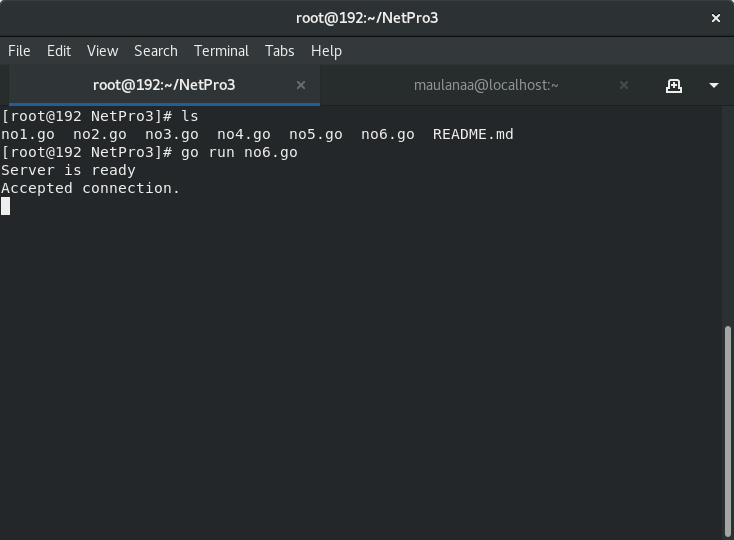 root@192:~/NetPro3
File Edit View Search Terminal Tabs Help
root@192:~/NetPro3 maulanaa@localhost:~
[root@192 NetPro3]# ls
no1.go no2.go no3.go no4.go no5.go no6.go README.md
[root@192 NetPro3]# go run no6.go
Server is ready
Accepted connection.